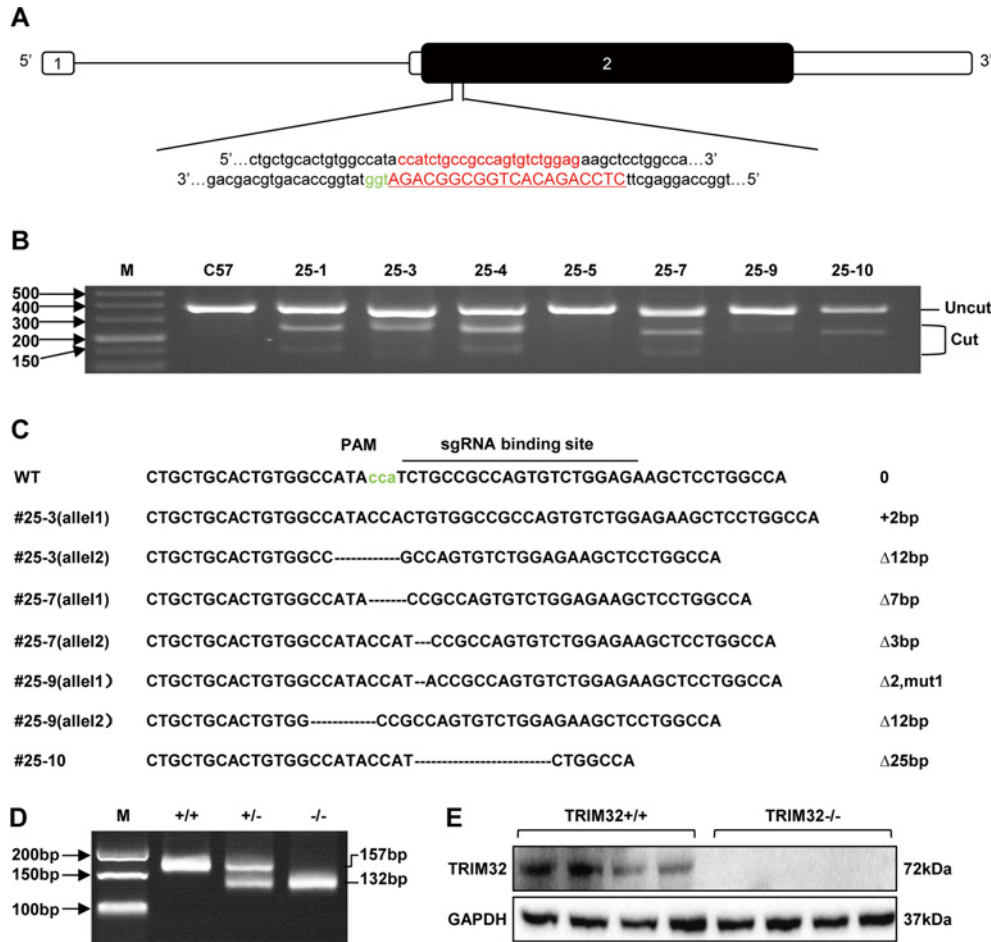 A
5’
1
2
3’
5’…ctgctgcactgtggccataccatctgccgccagtgtctggagaagctcctggcca…3’
3’…gacgacgtgacaccggtatggtAGACGGCGGTCACAGACCTCttcgaggaccggt…5’
B
M C57 25-1 25-3 25-4 25-5 25-7 25-9 25-10
500
400
300
200
150
Uncut
Cut
C
PAM sgRNA binding site
WT CTGCTGCACTGTGGCCATAccaTCTGCCGCCAGTGTCTGGAGAAGCTCCTGGCCA 0
#25-3(allel1) CTGCTGCACTGTGGCCATACCACTGTGGCCGCCAGTGTCTGGAGAAGCTCCTGGCCA +2bp
#25-3(allel2) CTGCTGCACTGTGGCC------------GCCAGTGTCTGGAGAAGCTCCTGGCCA Δ12bp
#25-7(allel1) CTGCTGCACTGTGGCCATA-------CCGCCAGTGTCTGGAGAAGCTCCTGGCCA Δ7bp
#25-7(allel2) CTGCTGCACTGTGGCCATACCAT---CCGCCAGTGTCTGGAGAAGCTCCTGGCCA Δ3bp
#25-9(allel1) CTGCTGCACTGTGGCCATACCAT--ACCGCCAGTGTCTGGAGAAGCTCCTGGCCA Δ2,mut1
#25-9(allel2) CTGCTGCACTGTGG------------CCGCCAGTGTCTGGAGAAGCTCCTGGCCA Δ12bp
#25-10 CTGCTGCACTGTGGCCATACCAT-------------------------CTGGCCA Δ25bp
D
M +/+ +/- -/-
200bp
150bp
100bp
157bp
132bp
E
TRIM32+/+ TRIM32-/-
TRIM32 72kDa
GAPDH 37kDa